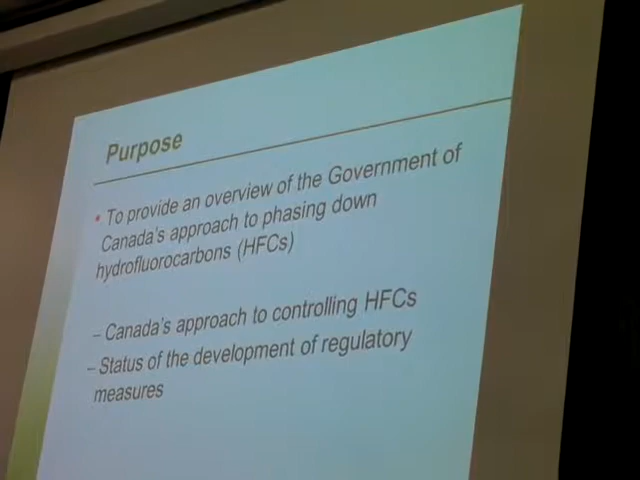 Purpose
• To provide an overview of the Government of
Canada's approach to phasing down
hydrofluorocarbons (HFCs)
– Canada's approach to controlling HFCs
– Status of the development of regulatory
measures